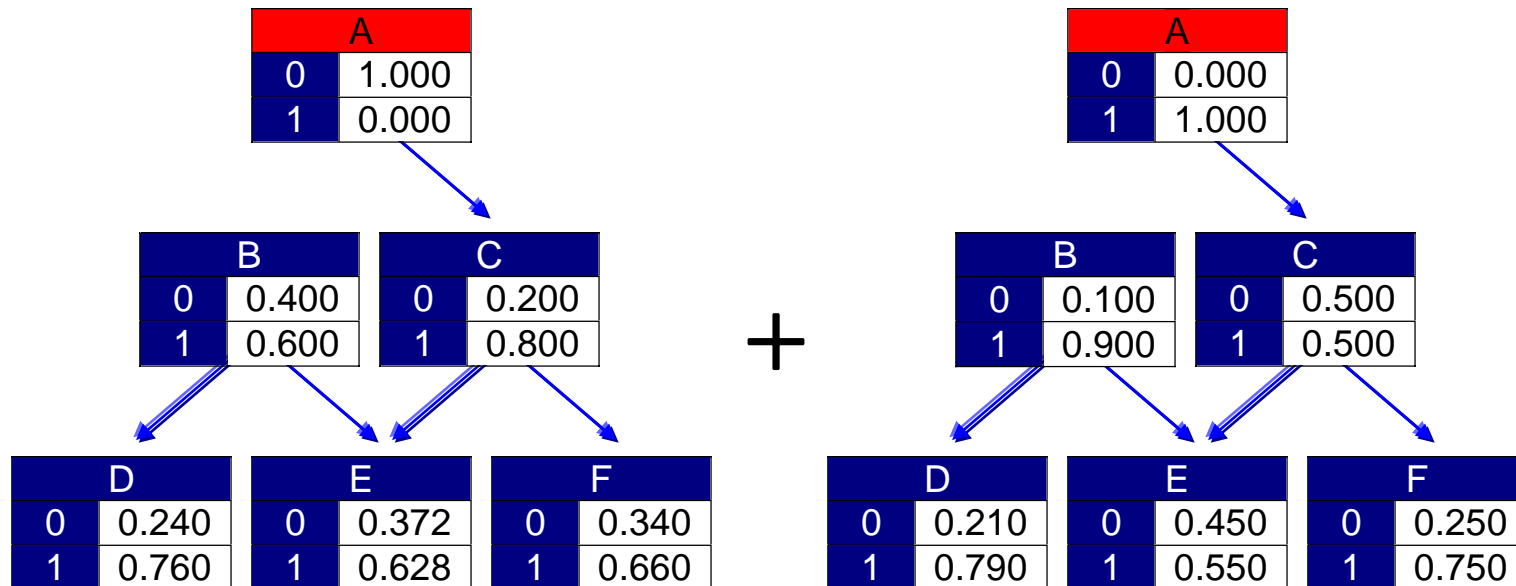 A A
0 1.000 0 0.000
1 0.000 1 1.000
B C B C
0 0.400 0 0.200 0 0.100 0 0.500
1 0.600 1 0.800 + 1 0.900 1 0.500
D E F D E F
0 0.240 0 0.372 0 0.340 0 0.210 0 0.450 0 0.250
1 0.760 1 0.628 1 0.660 1 0.790 1 0.550 1 0.750